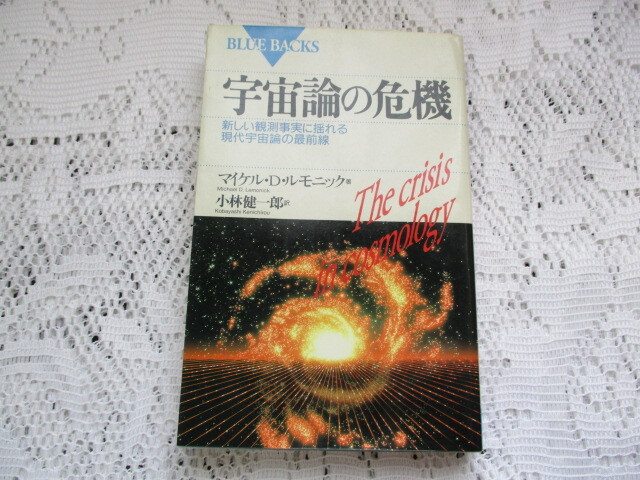 BLUE BACKS
宇宙論の危機
新しい観測事実に揺れる
現代宇宙論の最前線
マイケル・D・ルモニック著
Michael D. Lemonick
小林健一郎訳
Kobayashi Kenichirou
The crisis
in cosmology